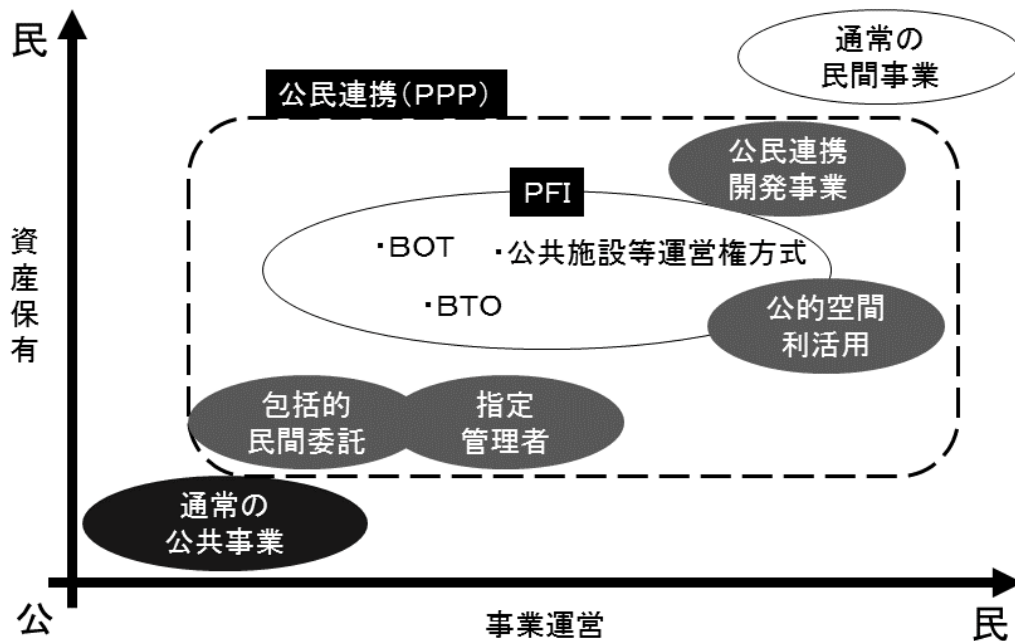 民
通常の
民間事業
公民連携(PPP)
公民連携
開発事業
PFI
・BOT
・公共施設等運営権方式
・BTO
公的空間
利活用
資産保有
包括的
民間委託
指定
管理者
通常の
公共事業
公
事業運営
民